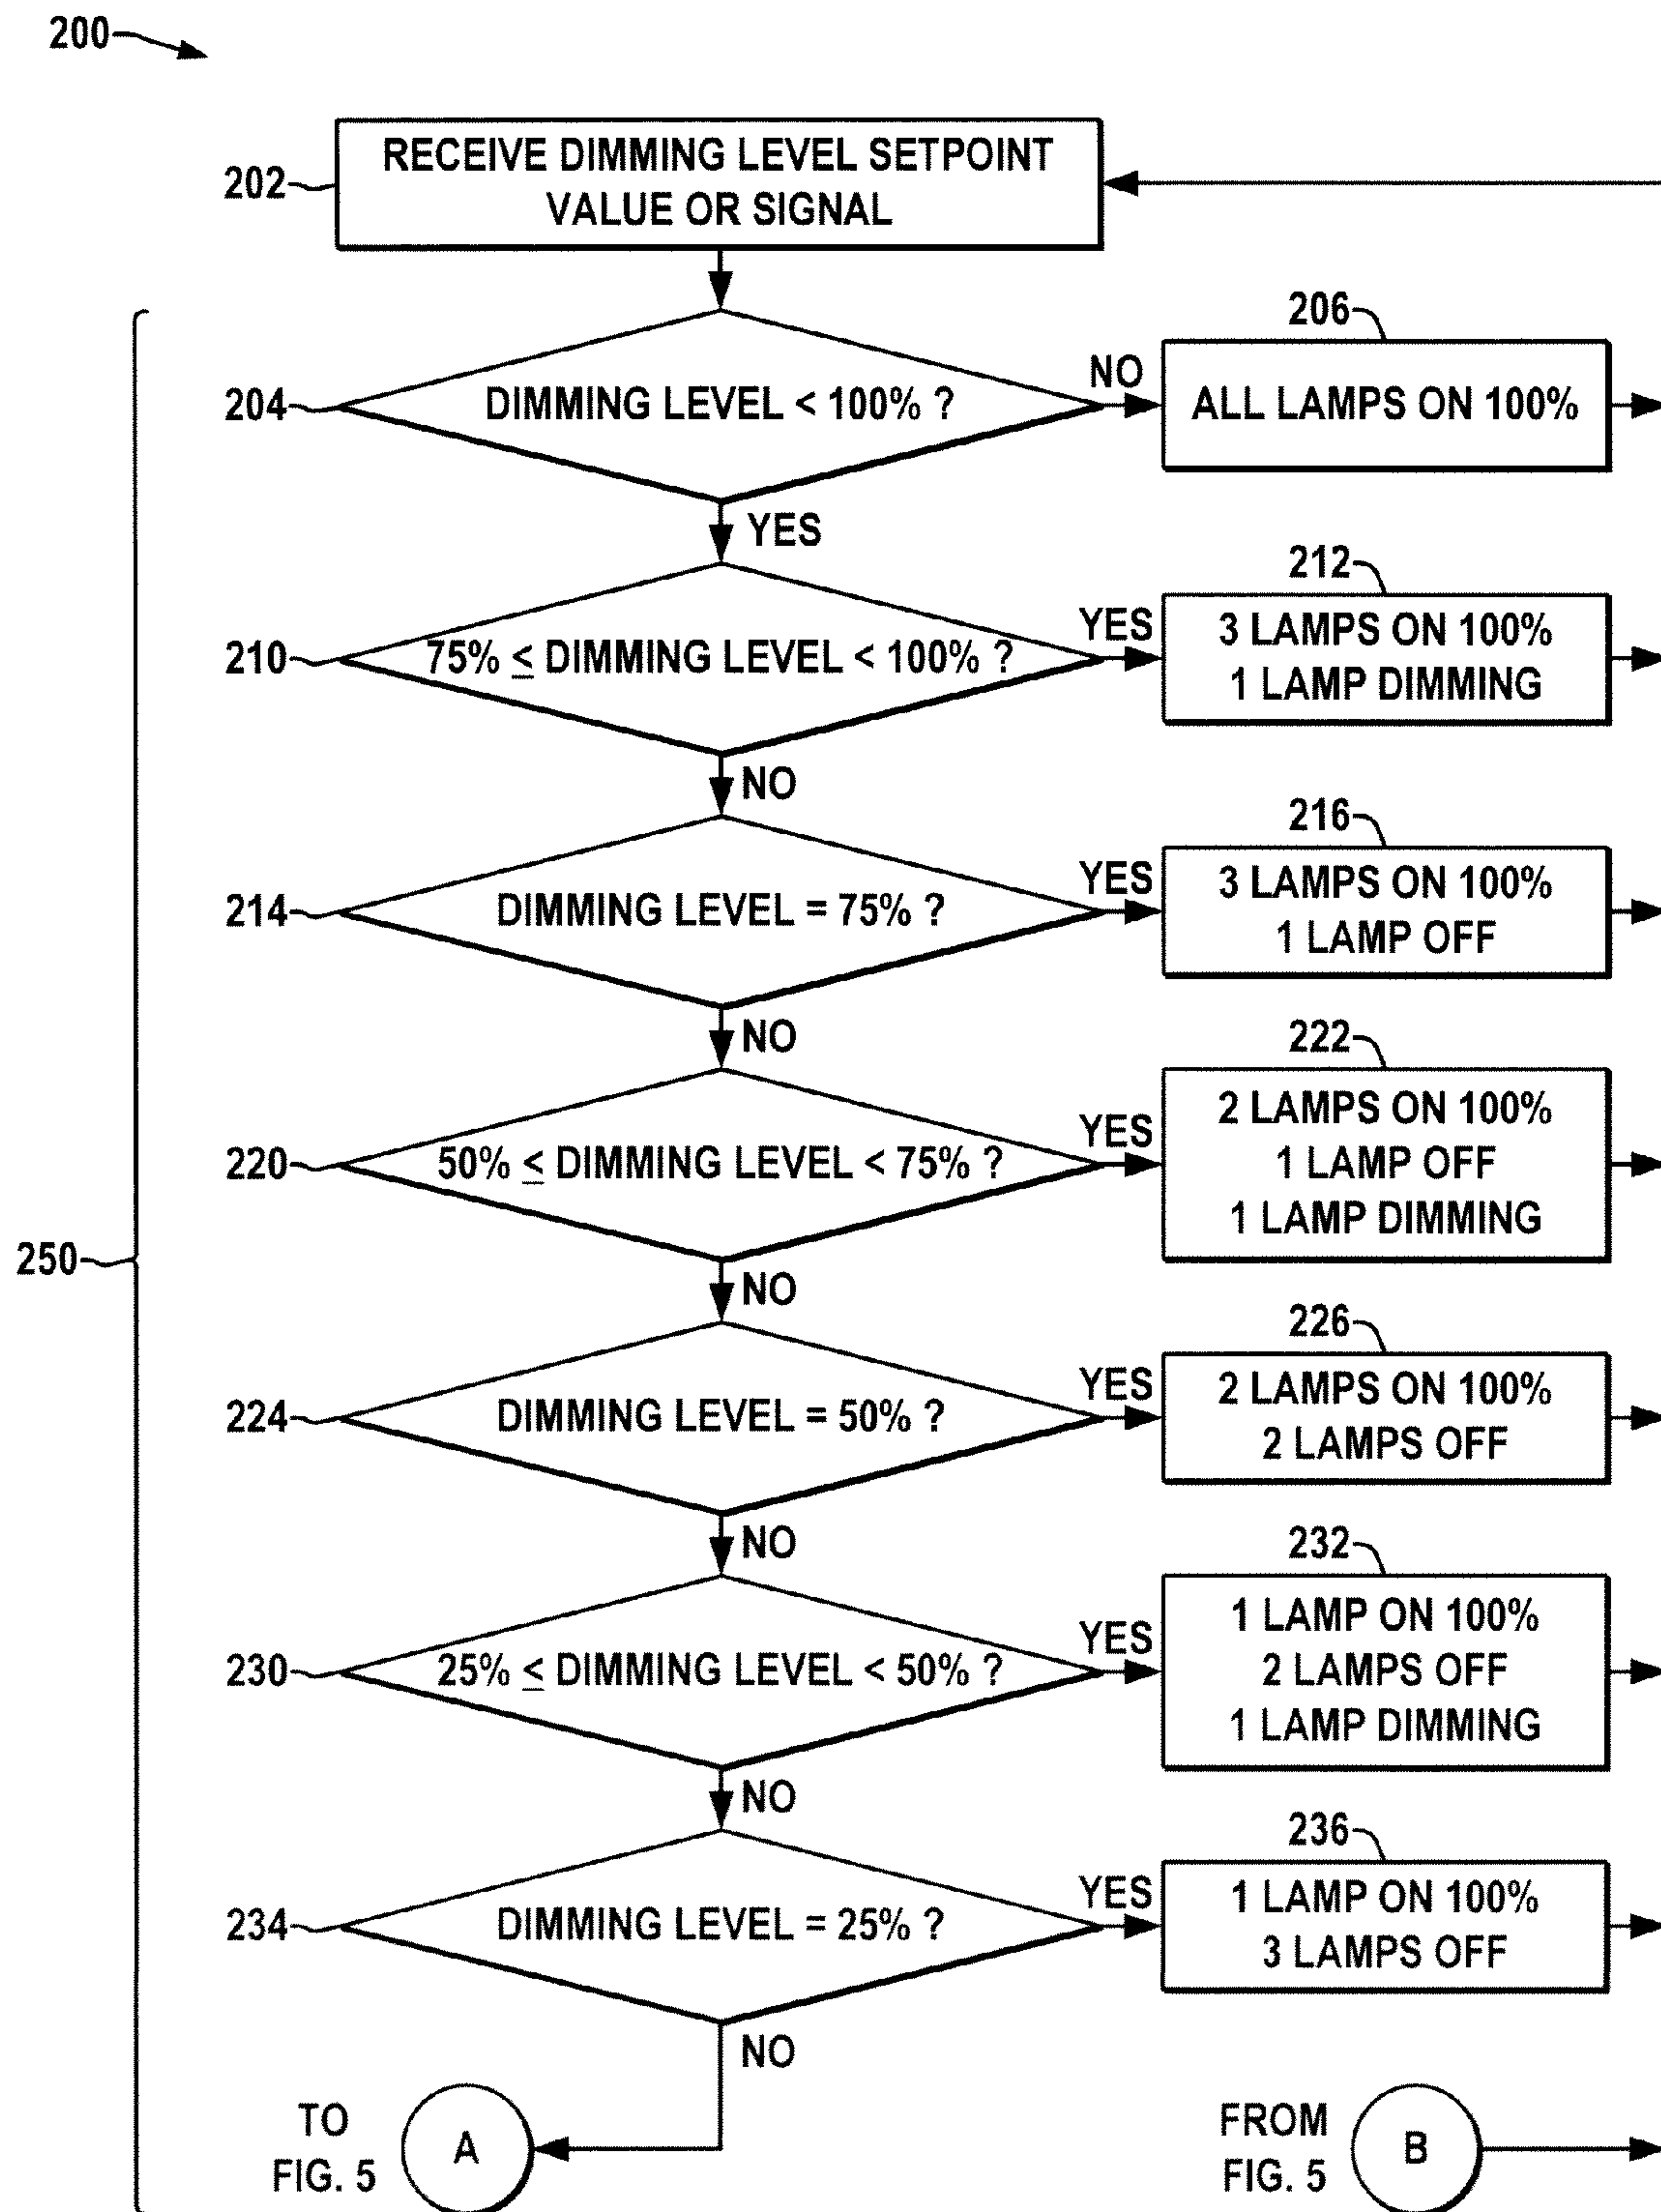 200
RECEIVE DIMMING LEVEL SETPOINT
VALUE OR SIGNAL
202
206
204
DIMMING LEVEL < 100% ?
NO
ALL LAMPS ON 100%
YES
212
210
75% ≤ DIMMING LEVEL < 100% ?
YES
3 LAMPS ON 100%
1 LAMP DIMMING
NO
216
214
DIMMING LEVEL = 75% ?
YES
3 LAMPS ON 100%
1 LAMP OFF
NO
222
220
50% ≤ DIMMING LEVEL < 75% ?
YES
2 LAMPS ON 100%
1 LAMP OFF
1 LAMP DIMMING
250
NO
226
224
DIMMING LEVEL = 50% ?
YES
2 LAMPS ON 100%
2 LAMPS OFF
NO
232
230
25% ≤ DIMMING LEVEL < 50% ?
YES
1 LAMP ON 100%
2 LAMPS OFF
1 LAMP DIMMING
NO
236
234
DIMMING LEVEL = 25% ?
YES
1 LAMP ON 100%
3 LAMPS OFF
NO
TO
FIG. 5
A
FROM
FIG. 5
B